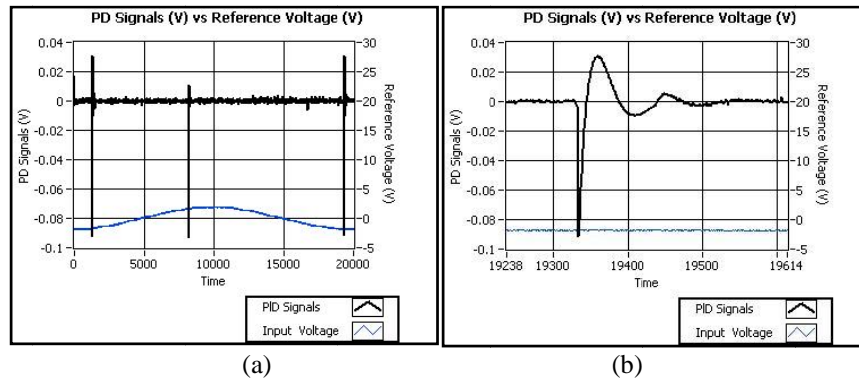 PD Signals (V) vs Reference Voltage (V)
0.04
0.02
0
-0.02
-0.04
-0.06
-0.08
-0.1
PD Signals (V)
30
25
20
15
10
5
0
-5
Reference Voltage (V)
0 5000 10000 15000 20000
Time
PlD Signals
Input Voltage
(a)
PD Signals (V) vs Reference Voltage (V)
0.04
0.02
0
-0.02
-0.04
-0.06
-0.08
-0.1
PD Signals (V)
30
25
20
15
10
5
0
-5
Reference Voltage (V)
19238 19300 19400 19500 19614
Time
PlD Signals
Input Voltage
(b)